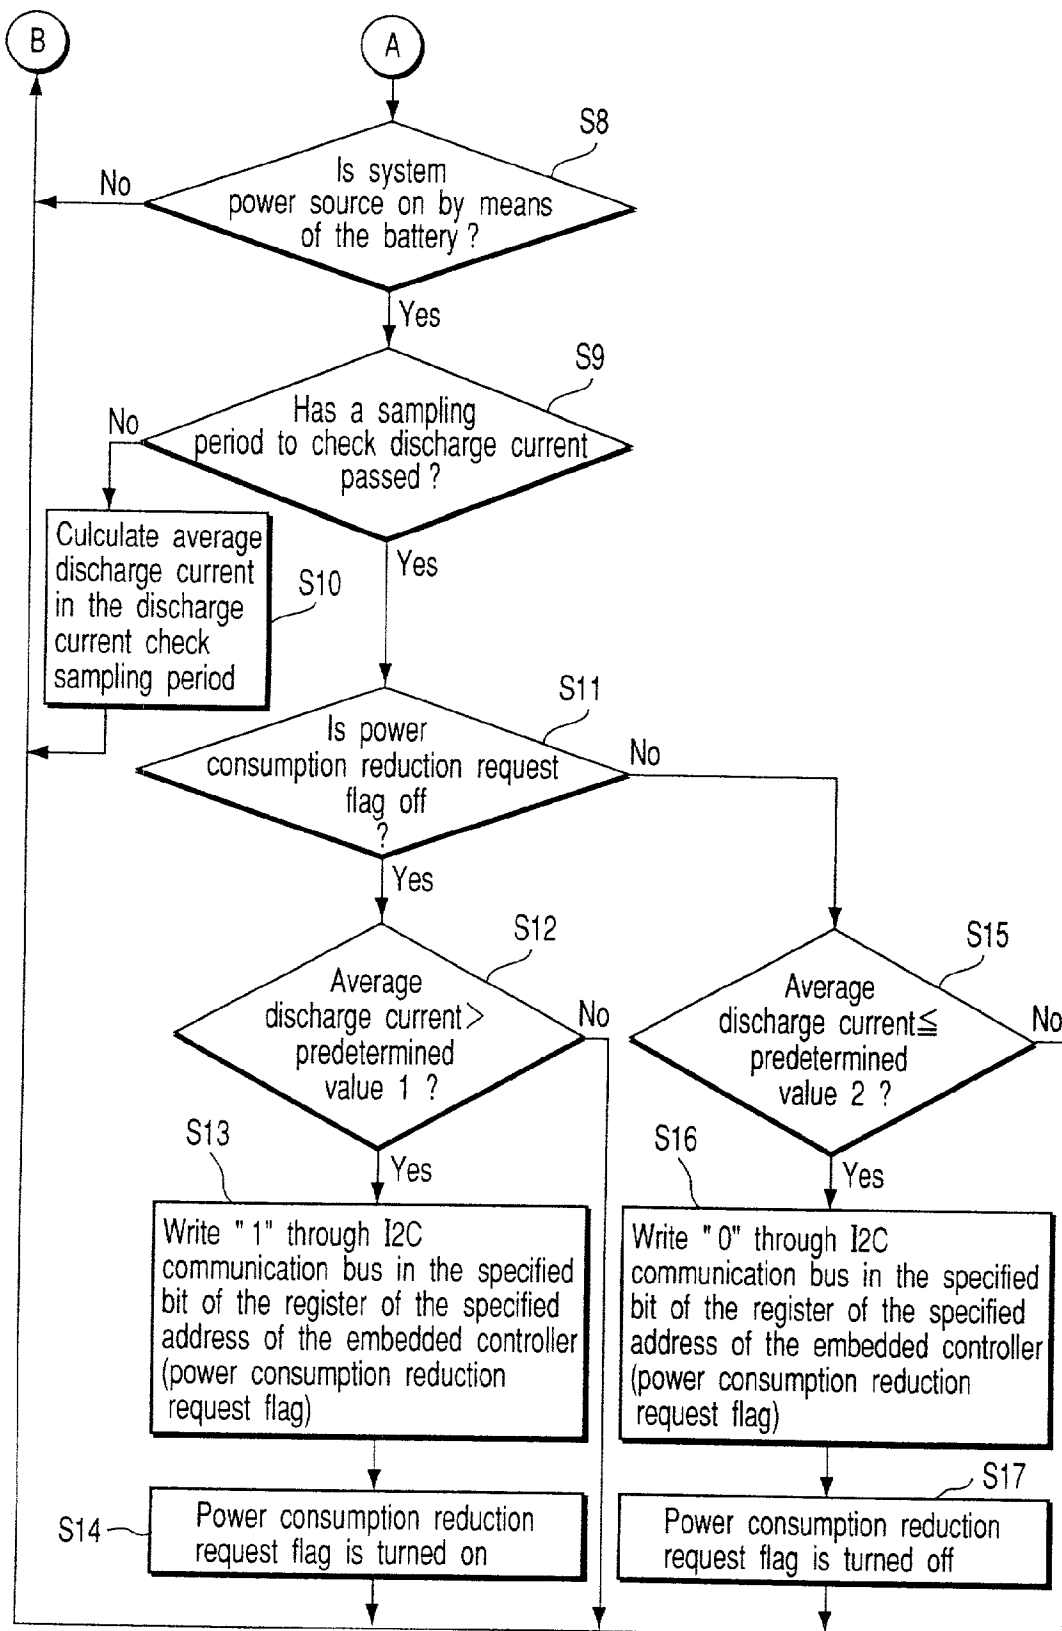 B
A
S8
Is system
power source on by means
of the battery ?
No
Yes
S9
Has a sampling
period to check discharge current
passed ?
No
Yes
Culculate average
discharge current
in the discharge
current check
sampling period
S10
S11
Is power
consumption reduction request
flag off
?
No
Yes
S12
Average
discharge current>
predetermined
value 1 ?
No
Yes
S15
Average
discharge current≦
predetermined
value 2 ?
No
Yes
S13
Write " 1" through I2C
communication bus in the specified
bit of the register of the specified
address of the embedded controller
(power consumption reduction
request flag)
S16
Write " 0" through I2C
communication bus in the specified
bit of the register of the specified
address of the embedded controller
(power consumption reduction
request flag)
S14
Power consumption reduction
request flag is turned on
S17
Power consumption reduction
request flag is turned off